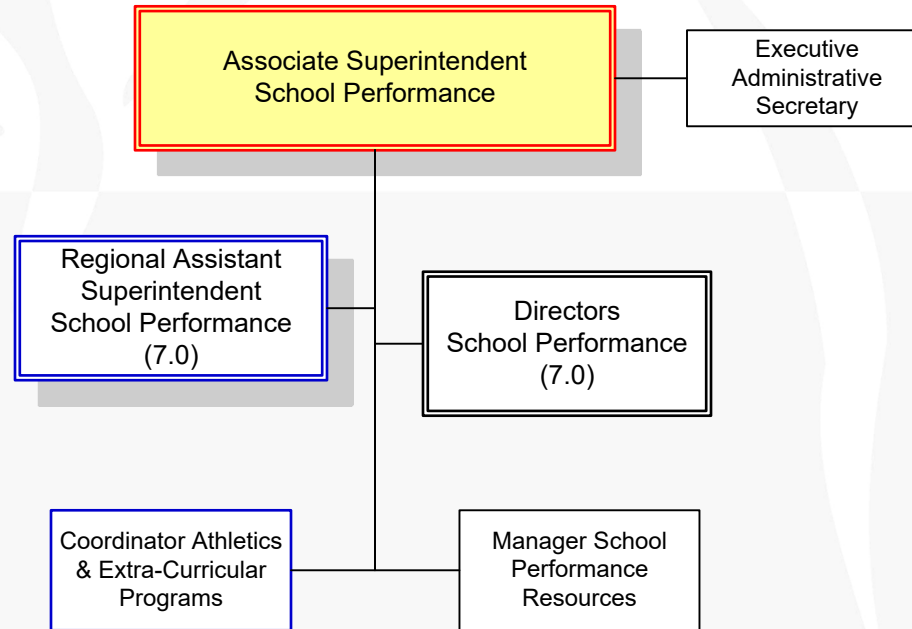 Associate Superintendent
School Performance
Executive
Administrative
Secretary
Regional Assistant
Superintendent
School Performance
(7.0)
Directors
School Performance
(7.0)
Coordinator Athletics
& Extra-Curricular
Programs
Manager School
Performance
Resources